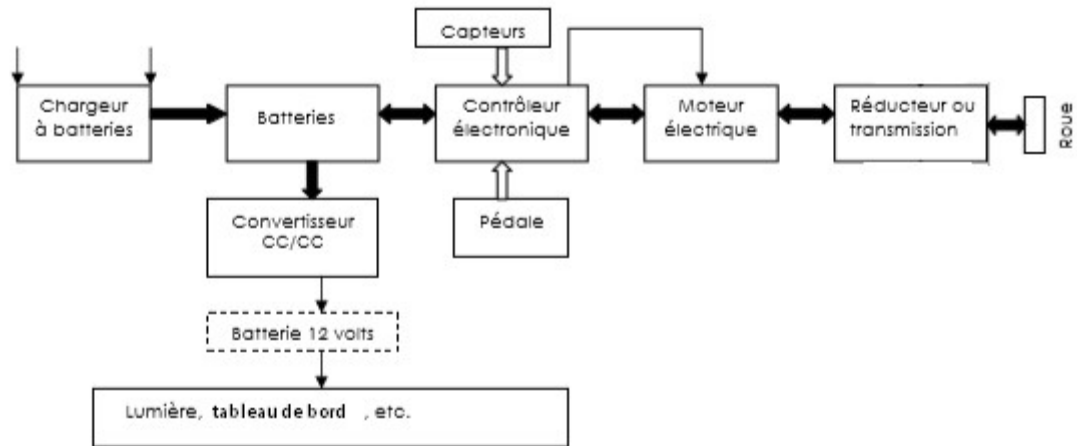 Capteurs
Chargeur
à batteries
Batteries
Contrôleur
électronique
Moteur
électrique
Réducteur ou
transmission
Roue
Convertisseur
CC/CC
Pédale
Batterie 12 volts
Lumière, tableau de bord , etc.